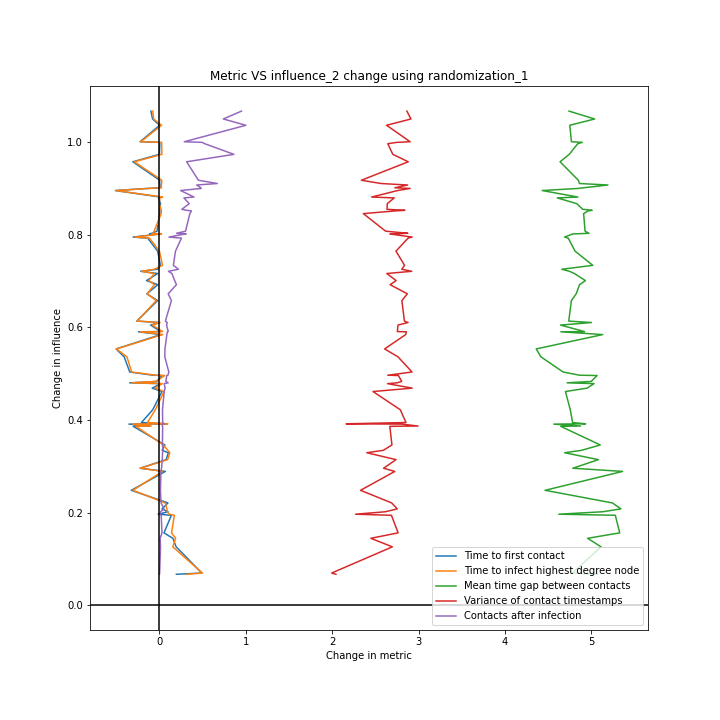 Metric VS influence_2 change using randomization_1
Change in influence
1.0
0.8
0.6
0.4
0.2
0.0
Time to first contact
Time to infect highest degree node
Mean time gap between contacts
Variance of contact timestamps
Contacts after infection
0 1 2 3 4 5
Change in metric